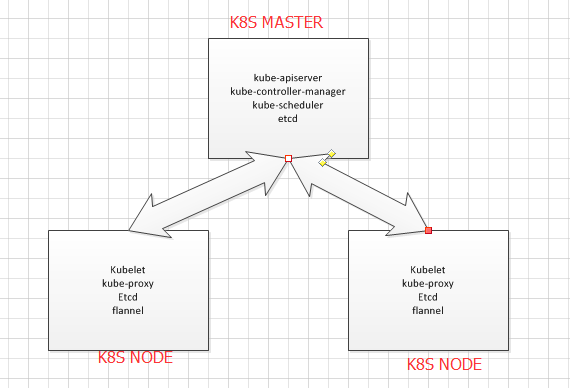 K8S MASTER
kube-apiserver
kube-controller-manager
kube-scheduler
etcd
Kubelet
kube-proxy
Etcd
flannel
K8S NODE
Kubelet
kube-proxy
Etcd
flannel
K8S NODE